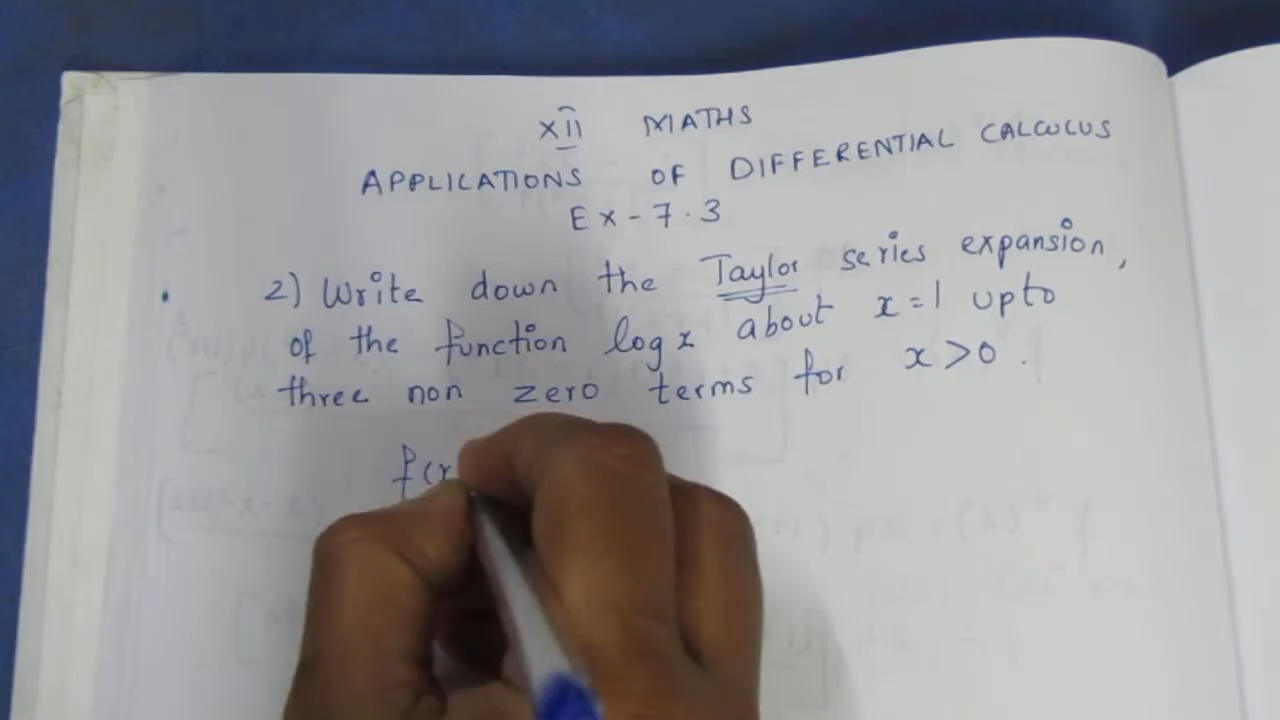 XII MATHS
APPLICATIONS OF DIFFERENTIAL CALCULUS
Ex-7.3
2) Write down the Taylor series expansion,
of the function log x about x=1 upto
three non zero terms for x>0.
f(x